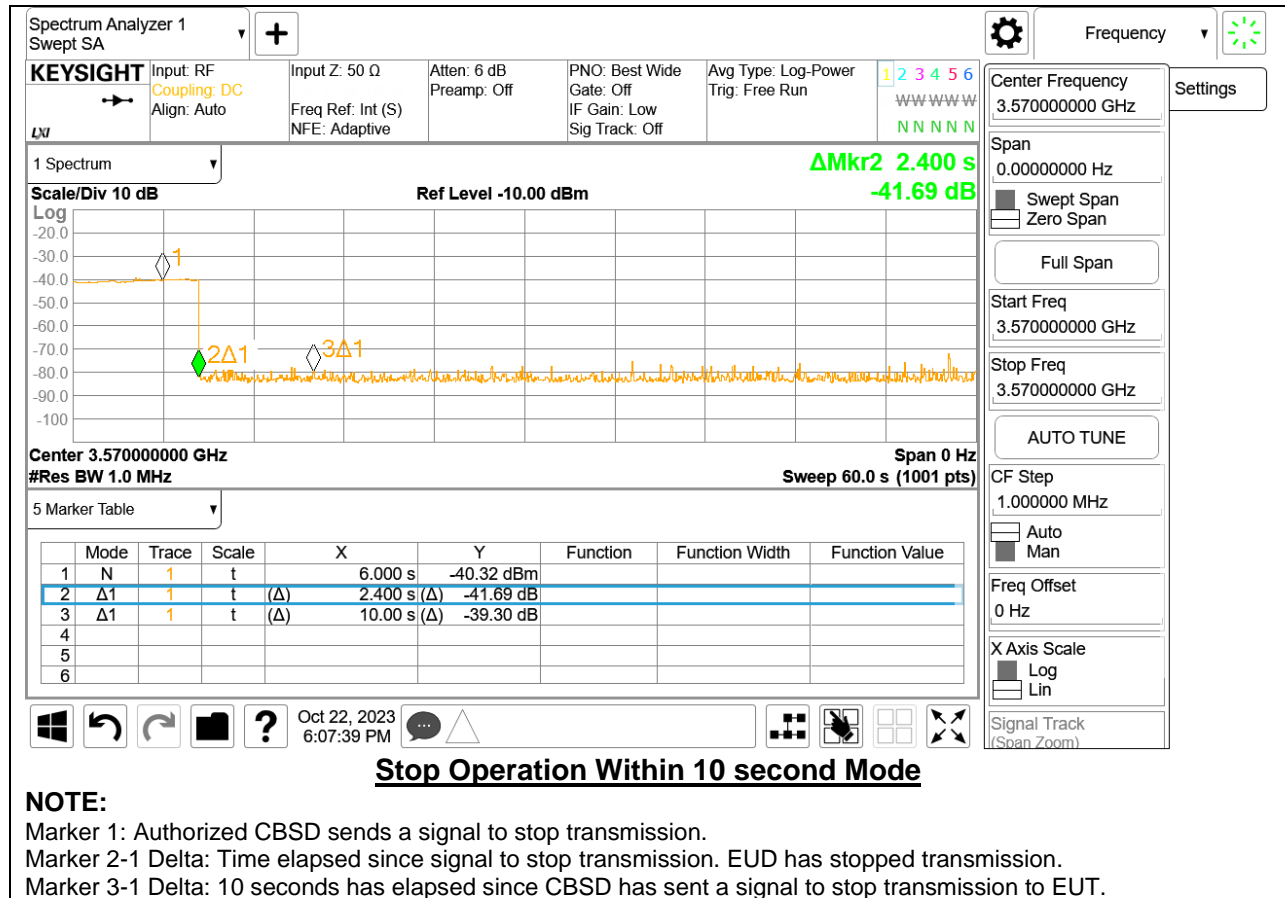 Spectrum Analyzer 1
Swept SA
Frequency
KEYSIGHT
Input: RF
Coupling: DC
Align: Auto
Input Z: 50 Ω
Freq Ref: Int (S)
NFE: Adaptive
Atten: 6 dB
Preamp: Off
PNO: Best Wide
Gate: Off
IF Gain: Low
Sig Track: Off
Avg Type: Log-Power
Trig: Free Run
1 2 3 4 5 6
W W W W W
N N N N N
LXI
Center Frequency
3.570000000 GHz
Settings
Span
0.00000000 Hz
Swept Span
Zero Span
Full Span
Start Freq
3.570000000 GHz
Stop Freq
3.570000000 GHz
AUTO TUNE
CF Step
1.000000 MHz
Auto
Man
Freq Offset
0 Hz
X Axis Scale
Log
Lin
Signal Track
(Span Zoom)
1 Spectrum
ΔMkr2 2.400 s
-41.69 dB
Scale/Div 10 dB
Ref Level -10.00 dBm
Log
-20.0
-30.0
-40.0
-50.0
-60.0
-70.0
-80.0
-90.0
-100
1
2Δ1
3Δ1
Center 3.570000000 GHz
Span 0 Hz
#Res BW 1.0 MHz
Sweep 60.0 s (1001 pts)
5 Marker Table
Mode Trace Scale X Y Function Function Width Function Value
1 N 1 t 6.000 s -40.32 dBm
2 Δ1 1 t (Δ) 2.400 s (Δ) -41.69 dB
3 Δ1 1 t (Δ) 10.00 s (Δ) -39.30 dB
4
5
6
?
Oct 22, 2023
6:07:39 PM
Stop Operation Within 10 second Mode
NOTE:
Marker 1: Authorized CBSD sends a signal to stop transmission.
Marker 2-1 Delta: Time elapsed since signal to stop transmission. EUD has stopped transmission.
Marker 3-1 Delta: 10 seconds has elapsed since CBSD has sent a signal to stop transmission to EUT.